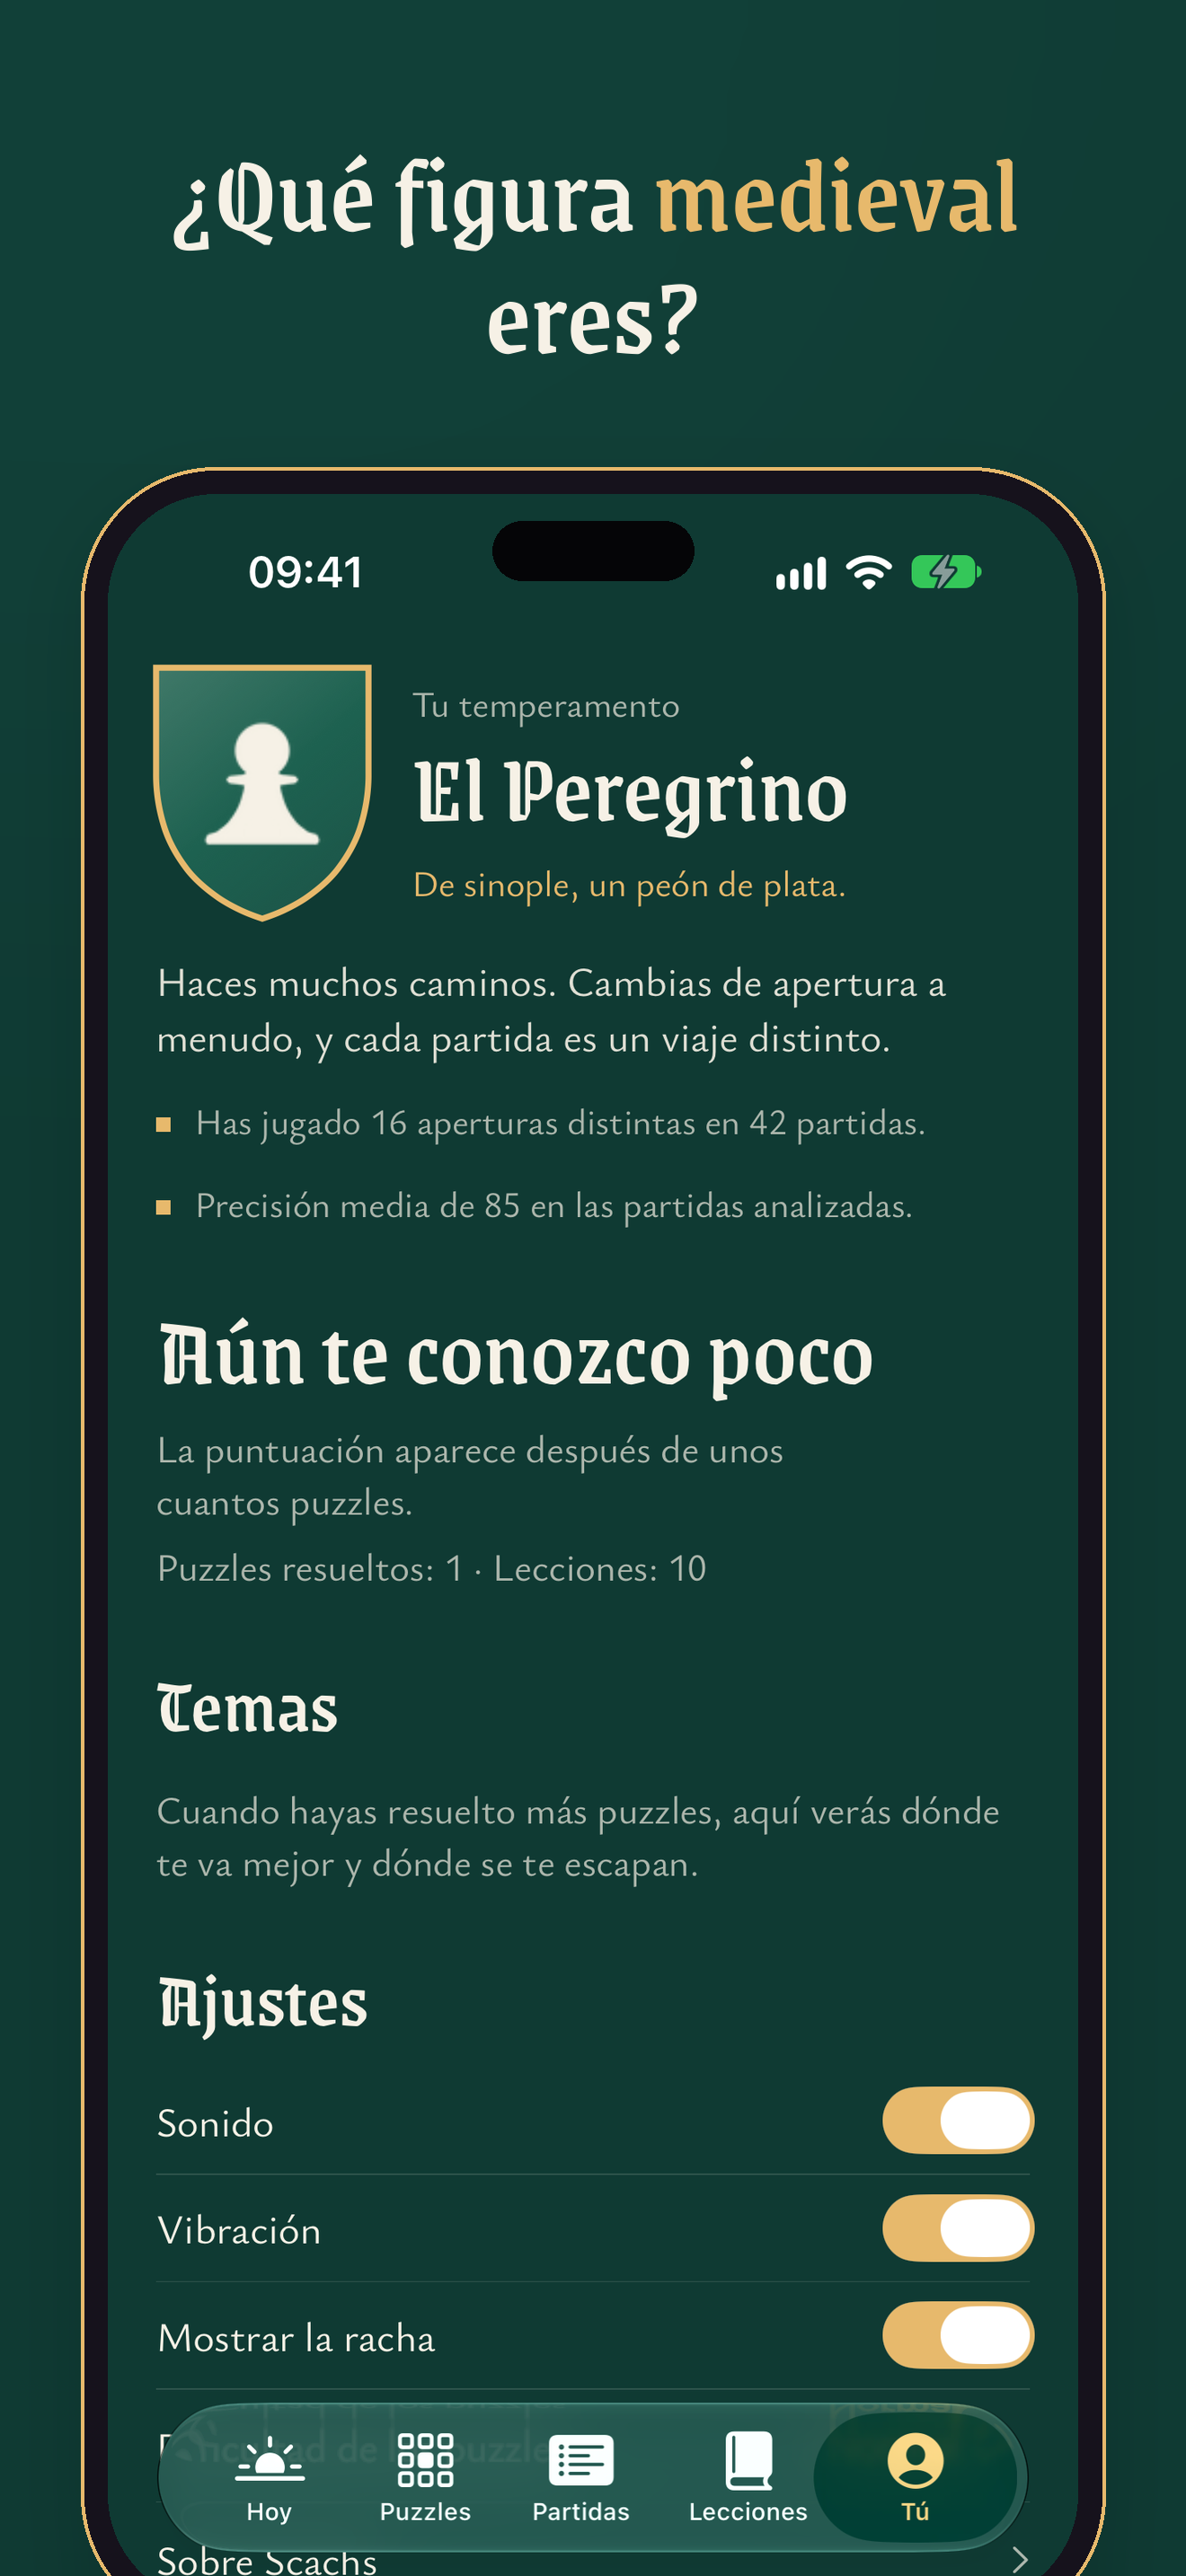 ¿Qué figura medieval
eres?
09:41
Tu temperamento
El Peregrino
De sinople, un peón de plata.
Haces muchos caminos. Cambias de apertura a
menudo, y cada partida es un viaje distinto.
Has jugado 16 aperturas distintas en 42 partidas.
Precisión media de 85 en las partidas analizadas.
Aún te conozco poco
La puntuación aparece después de unos
cuantos puzzles.
Puzzles resueltos: 1 · Lecciones: 10
Temas
Cuando hayas resuelto más puzzles, aquí verás dónde
te va mejor y dónde se te escapan.
Ajustes
Sonido
Vibración
Mostrar la racha
Hoy
Puzzles
Partidas
Lecciones
Tú
Sobre Scachs